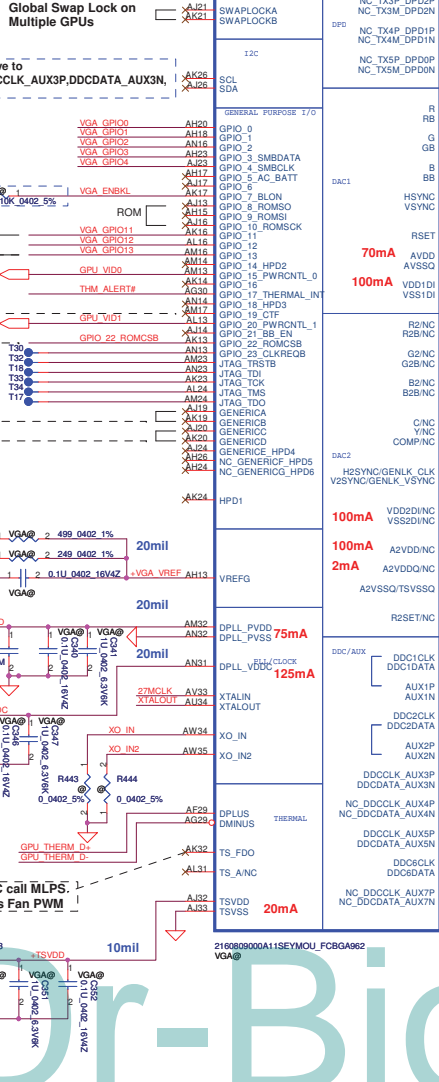 Global Swap Lock on
Multiple GPUs
ve to
CCLK_AUX3P,DDCDATA_AUX3N,
AJ21 SWAPLOCKA
AK21 SWAPLOCKB
I2C
AK26 SCL
AJ26 SDA
GENERAL PURPOSE I/O
VGA_GPIO0 AH20 GPIO_0
VGA_GPIO1 AH18 GPIO_1
VGA_GPIO2 AN16 GPIO_2
VGA_GPIO3 AH23 GPIO_3_SMBDATA
VGA_GPIO4 AJ23 GPIO_4_SMBCLK
AH17 GPIO_5_AC_BATT
AJ17 GPIO_6
VGA_ENBKL AK17 GPIO_7_BLON
10K_0402_5%
ROM
AJ13 GPIO_8_ROMSO
AH15 GPIO_9_ROMSI
AJ16 GPIO_10_ROMSCK
VGA_GPIO11 AK16 GPIO_11
VGA_GPIO12 AL16 GPIO_12
VGA_GPIO13 AM16 GPIO_13
AM14 GPIO_14_HPD2
GPU_VID0 AM13 GPIO_15_PWRCNTL_0
AK14 GPIO_16
THM_ALERT# AG30 GPIO_17_THERMAL_INT
AN14 GPIO_18_HPD3
AM17 GPIO_19_CTF
GPU_VID1 AL13 GPIO_20_PWRCNTL_1
AJ14 GPIO_21_BB_EN
GPIO_22_ROMCSB AK13 GPIO_22_ROMCSB
T30 AN13 GPIO_23_CLKREQB
T32 AM23 JTAG_TRSTB
T18 AN23 JTAG_TDI
T33 AK23 JTAG_TCK
T34 AL24 JTAG_TMS
T17 AM24 JTAG_TDO
AJ19 GENERICA
AK19 GENERICB
AJ20 GENERICC
AK20 GENERICD
AJ24 GENERICE_HPD4
AH26 NC_GENERICF_HPD5
AH24 NC_GENERICG_HPD6
AK24 HPD1
VGA@ 2 499_0402_1% 20mil
VGA@ 2 249_0402_1%
1 2 0.1U_0402_16V4Z +VGA_VREF AH13 VREFG
VGA@
20mil
AM32 DPLL_PVDD 75mA
AN32 DPLL_PVSS
VGA@ C340 0.1U_0402_16V4Z
VGA@ C341 1U_0402_6.3V6K
20mil
PLL/CLOCK
AN31 DPLL_VDDC 125mA
27MCLK AV33 XTALIN
XTALOUT AU34 XTALOUT
VGA@ C346 0.1U_0402_16V4Z
VGA@ C347 1U_0402_6.3V6K
XO_IN AW34 XO_IN
XO_IN2 AW35 XO_IN2
R443 @ 0_0402_5%
R444 @ 0_0402_5%
AF29 DPLUS
AG29 DMINUS
THERMAL
GPU_THERM_D+
GPU_THERM_D-
AK32 TS_FDO
C call MLPS.
s Fan PWM
AL31 TS_A/NC
AJ32 TSVDD 20mA
AJ33 TSVSS
+TSVDD 10mil
VGA@ C351 1U_0402_6.3V6K
VGA@ C352 0.1U_0402_16V4Z
2160809000A11SEYMOU_FCBGA962
VGA@
NC_TX3P_DPD2P
NC_TX3M_DPD2N
DPD
NC_TX4P_DPD1P
NC_TX4M_DPD1N
NC_TX5P_DPD0P
NC_TX5M_DPD0N
R
RB
G
GB
B
BB
DAC1
HSYNC
VSYNC
RSET
70mA AVDD
AVSSQ
100mA VDD1DI
VSS1DI
R2/NC
R2B/NC
G2/NC
G2B/NC
B2/NC
B2B/NC
C/NC
Y/NC
COMP/NC
DAC2
H2SYNC/GENLK_CLK
V2SYNC/GENLK_VSYNC
100mA VDD2DI/NC
VSS2DI/NC
100mA A2VDD/NC
2mA A2VDDQ/NC
A2VSSQ/TSVSSQ
R2SET/NC
DDC/AUX
DDC1CLK
DDC1DATA
AUX1P
AUX1N
DDC2CLK
DDC2DATA
AUX2P
AUX2N
DDCCLK_AUX3P
DDCDATA_AUX3N
NC_DDCCLK_AUX4P
NC_DDCDATA_AUX4N
DDCCLK_AUX5P
DDCDATA_AUX5N
DDC6CLK
DDC6DATA
NC_DDCCLK_AUX7P
NC_DDCDATA_AUX7N
Dr-Bio